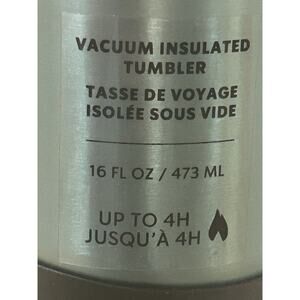 VACUUM INSULATED
TUMBLER
TASSE DE VOYAGE
ISOLÉE SOUS VIDE
16 FL OZ / 473 ML
UP TO 4H
JUSQU'À 4H